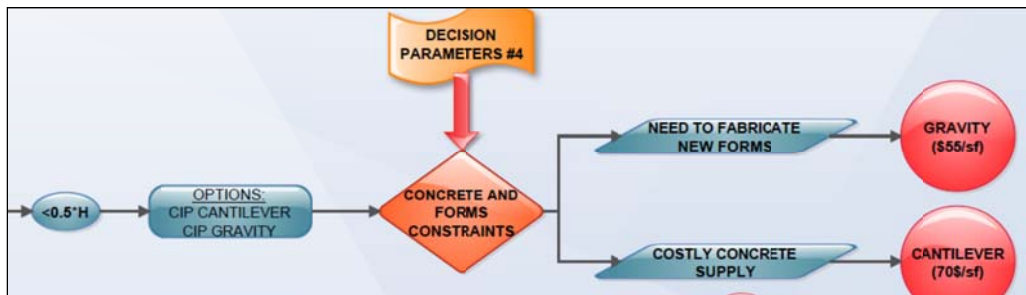 DECISION
PARAMETERS #4
NEED TO FABRICATE
NEW FORMS
GRAVITY
($55/sf)
<0.5*H
OPTIONS:
CIP CANTILEVER
CIP GRAVITY
CONCRETE AND
FORMS
CONSTRAINTS
COSTLY CONCRETE
SUPPLY
CANTILEVER
(70$/sf)